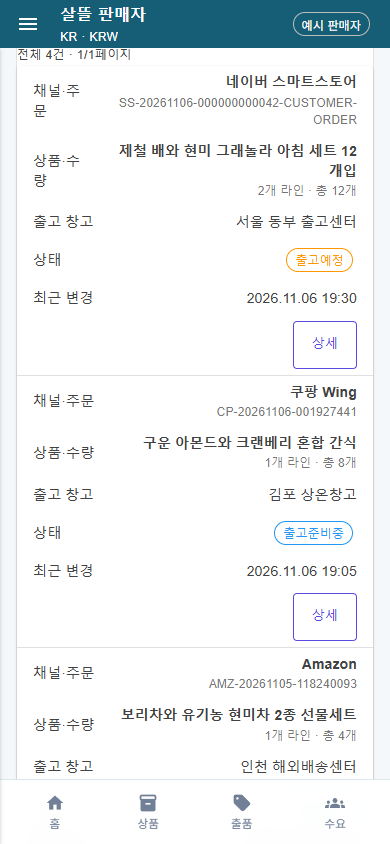 살뜰 판매자
KR · KRW
예시 판매자
전체 4건 · 1/1페이지
채널·주문
네이버 스마트스토어
SS-20261106-000000000042-CUSTOMER-
ORDER
상품·수량
제철 배와 현미 그래놀라 아침 세트 12
개입
2개 라인 · 총 12개
출고 창고
서울 동부 출고센터
상태
출고예정
최근 변경
2026.11.06 19:30
상세
채널·주문
쿠팡 Wing
CP-20261106-001927441
상품·수량
구운 아몬드와 크랜베리 혼합 간식
1개 라인 · 총 8개
출고 창고
김포 상온창고
상태
출고준비중
최근 변경
2026.11.06 19:05
상세
채널·주문
Amazon
AMZ-20261105-118240093
상품·수량
보리차와 유기농 현미차 2종 선물세트
1개 라인 · 총 4개
출고 창고
인천 해외배송센터
홈
상품
출품
수요